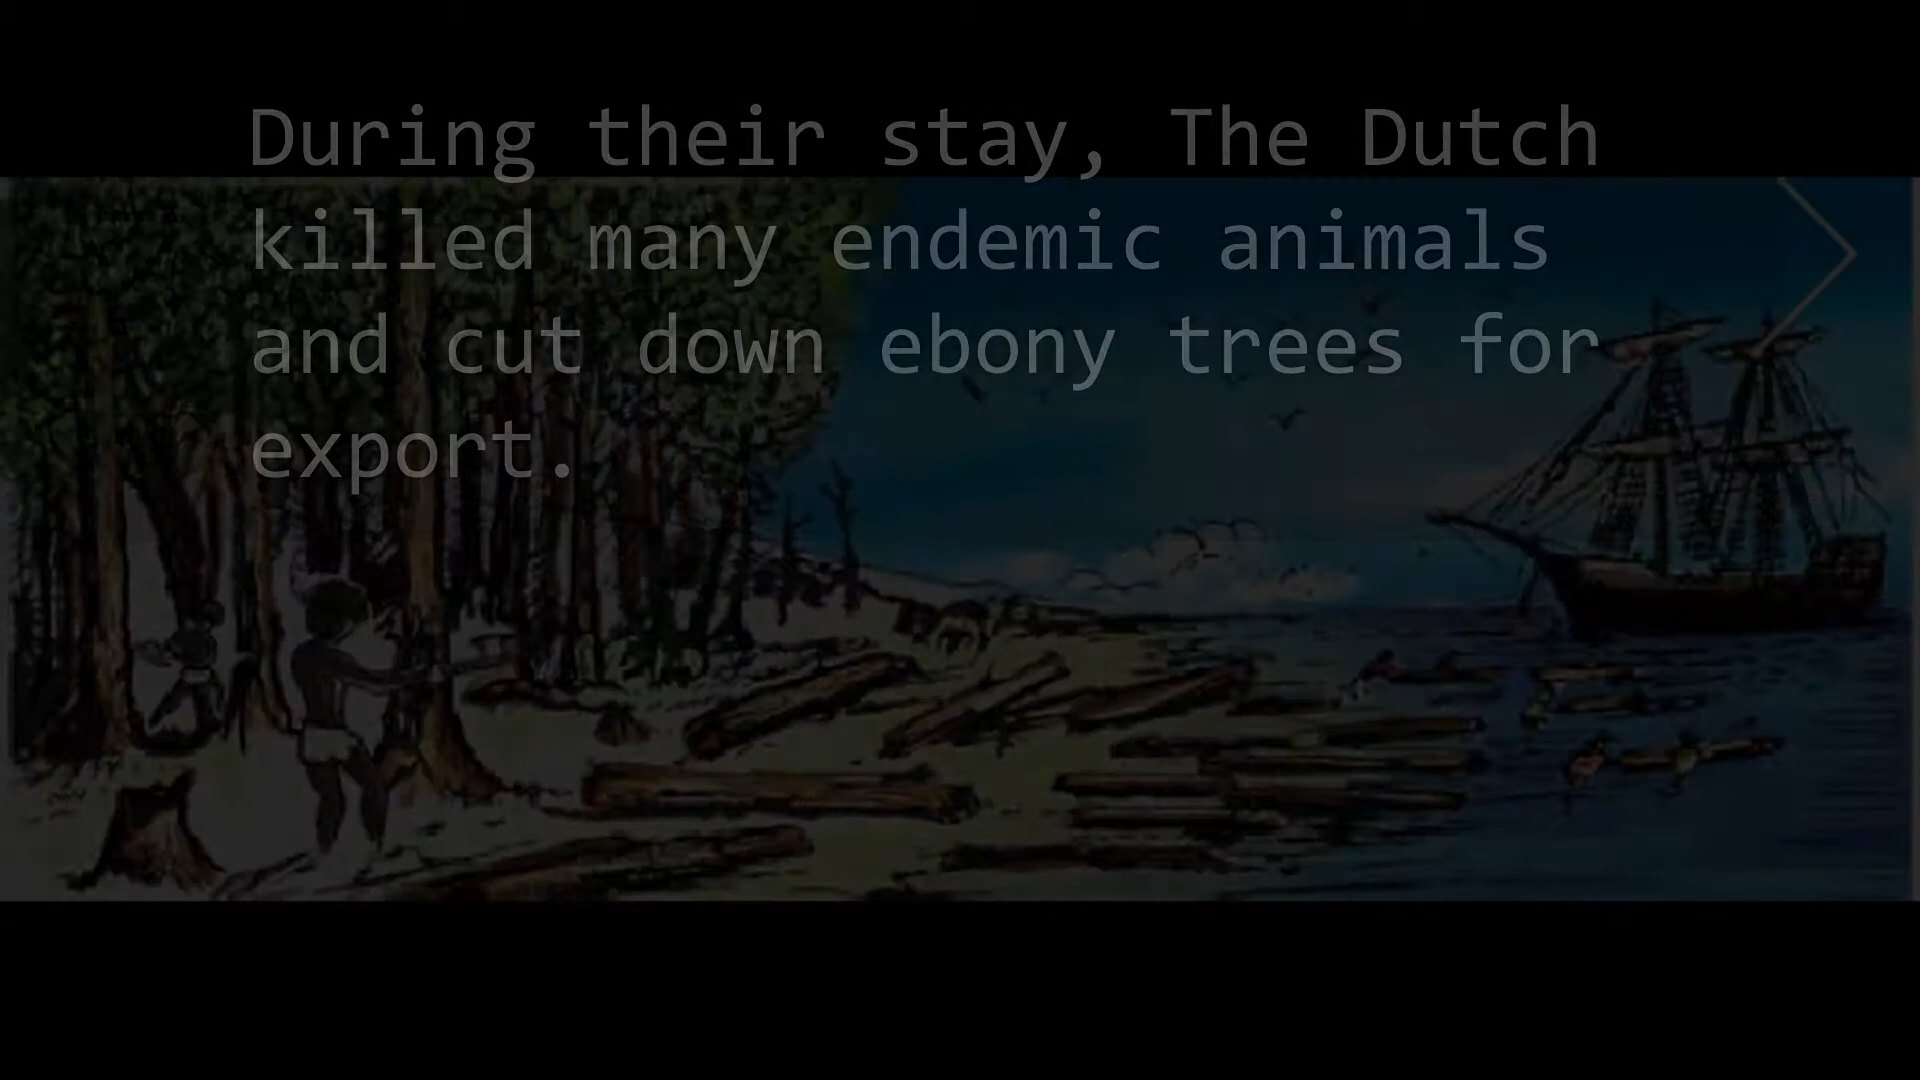 During their stay, The Dutch
killed many endemic animals
and cut down ebony trees for
export.